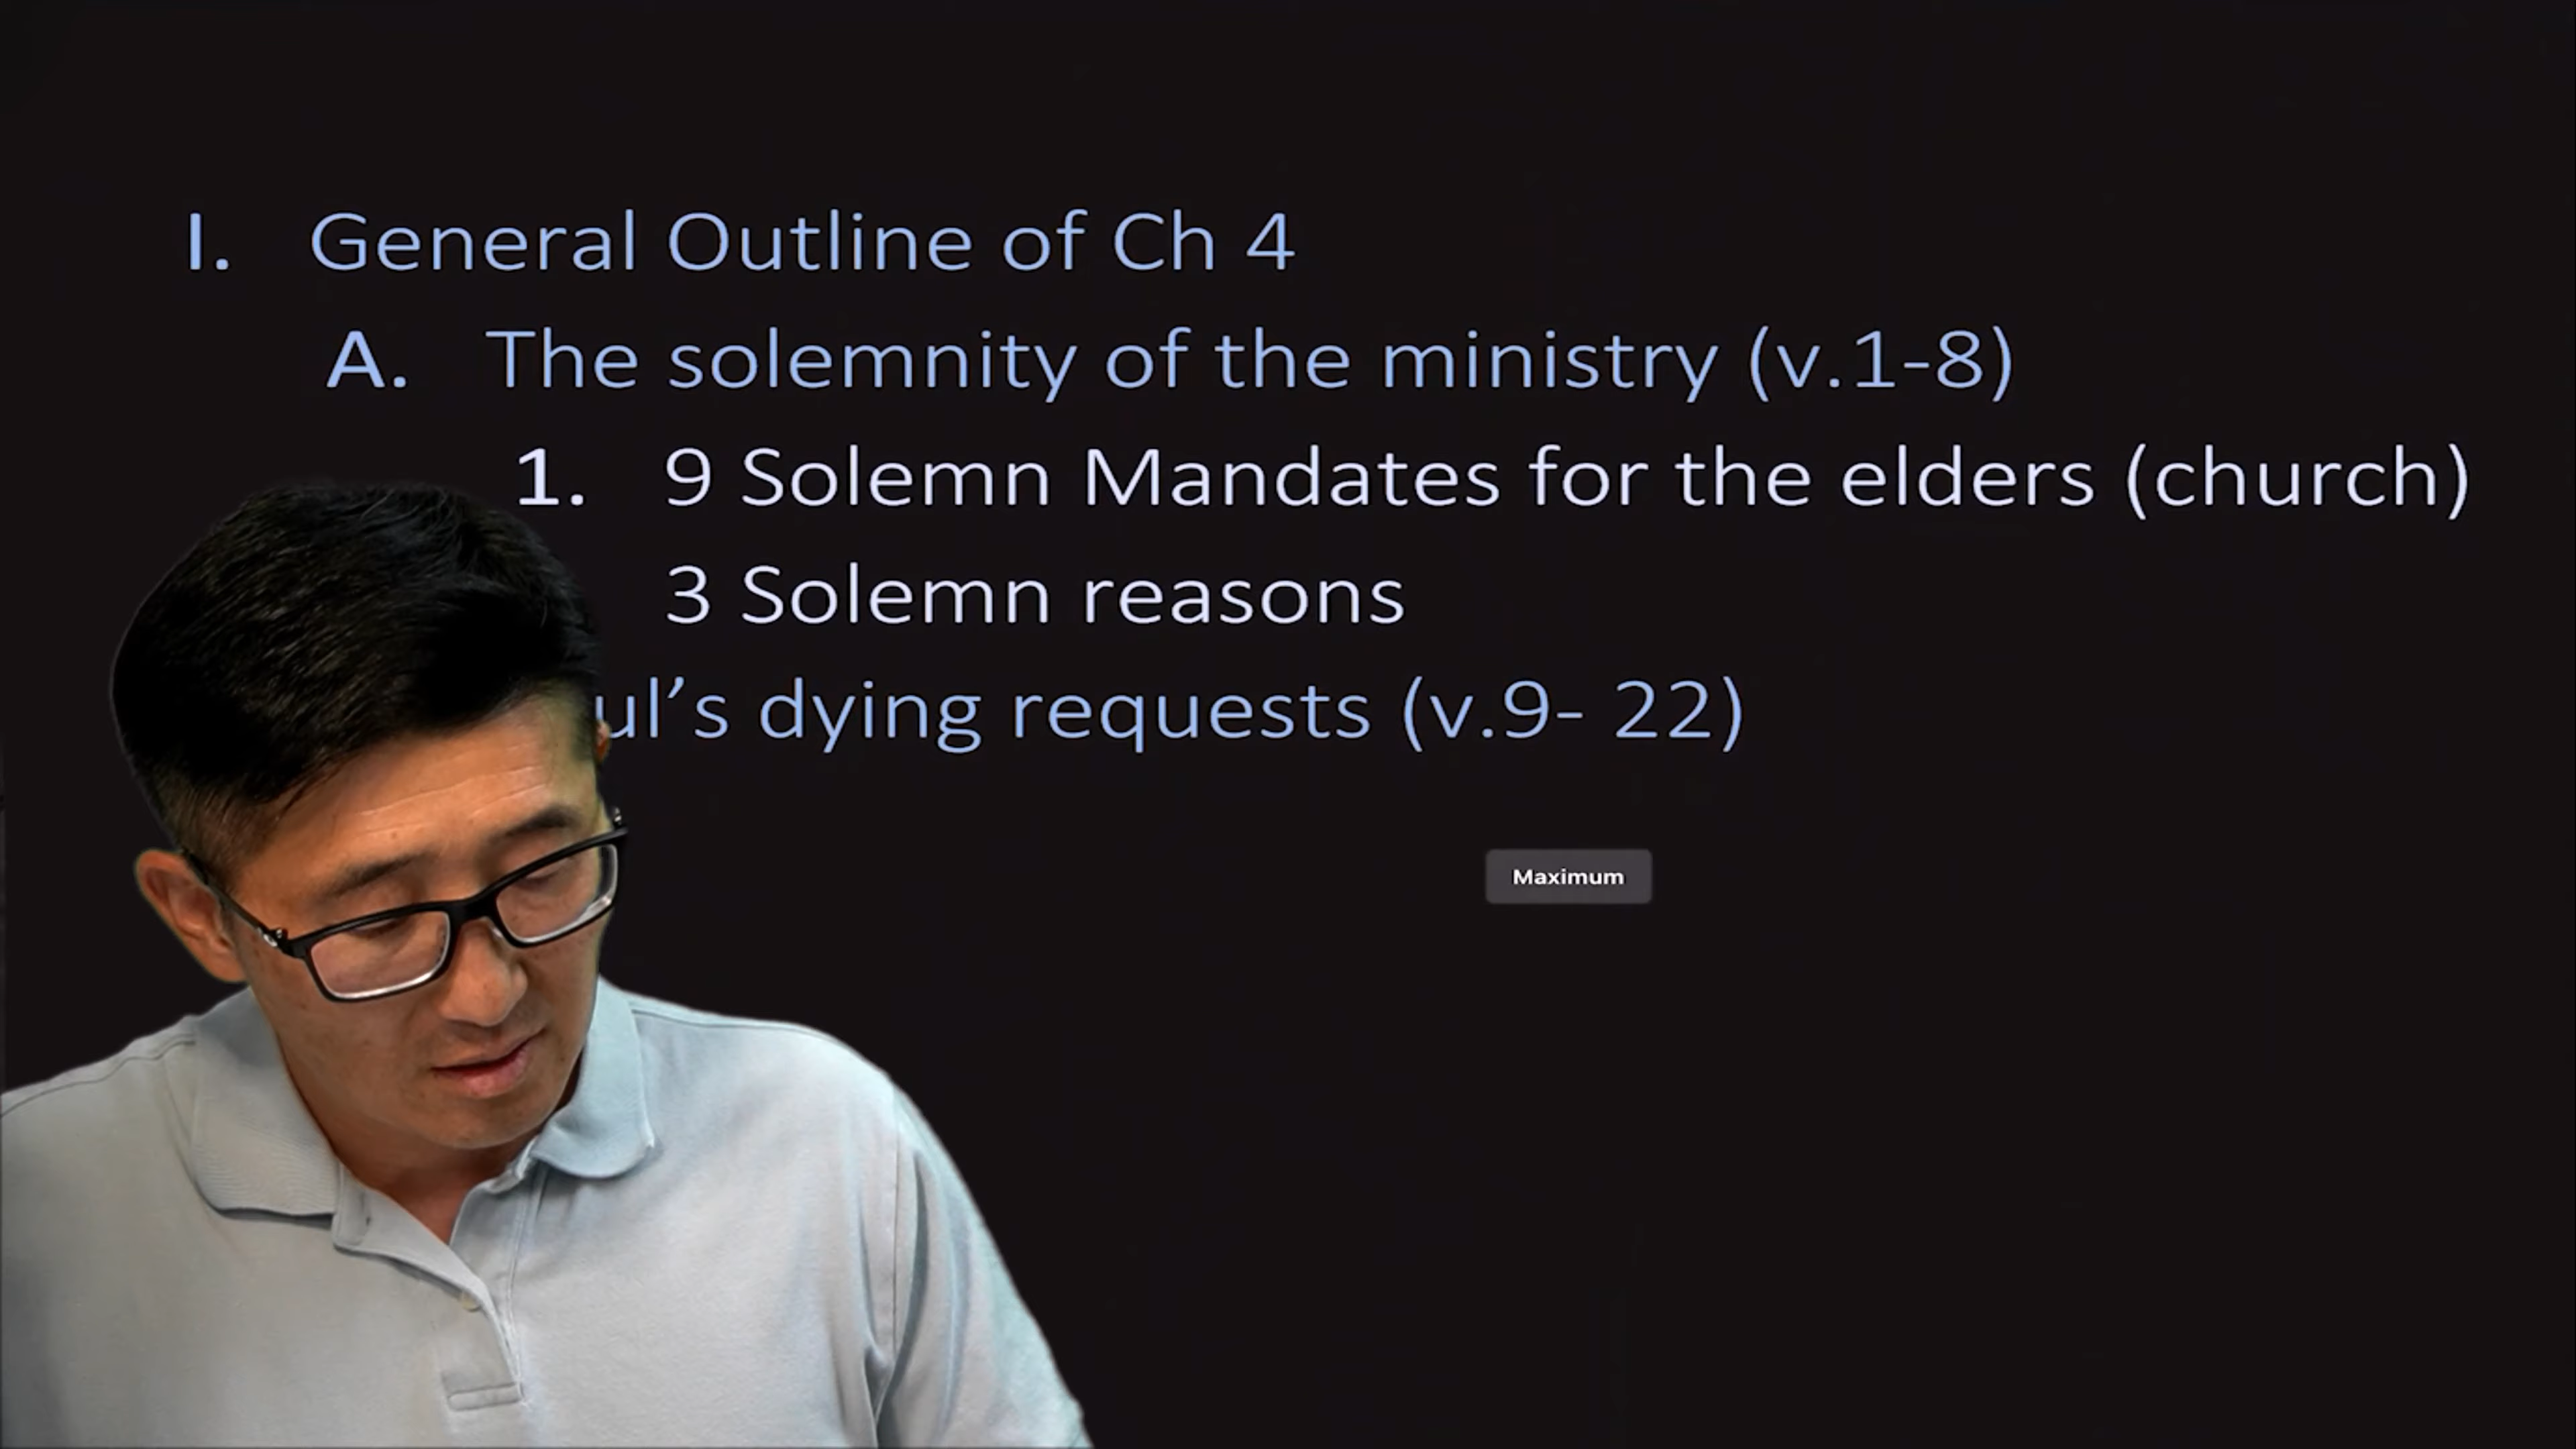 I. General Outline of Ch 4
A. The solemnity of the ministry (v.1-8)
1. 9 Solemn Mandates for the elders (church)
3 Solemn reasons
ul’s dying requests (v.9- 22)
Maximum